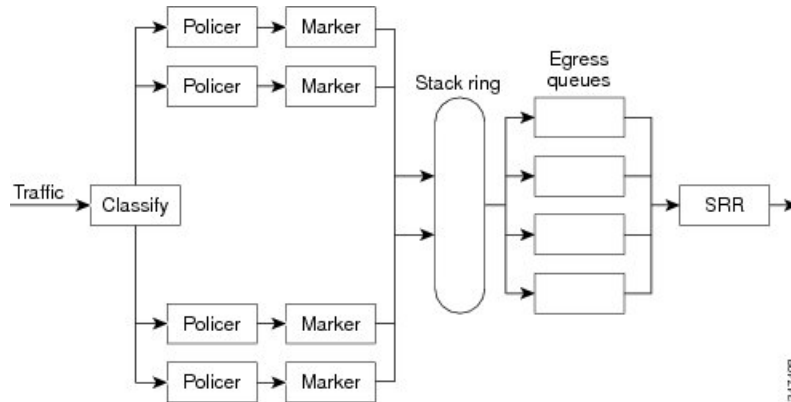 Policer
Marker
Policer
Marker
Egress
queues
Stack ring
Traffic
Classify
SRR
Policer
Marker
Policer
Marker